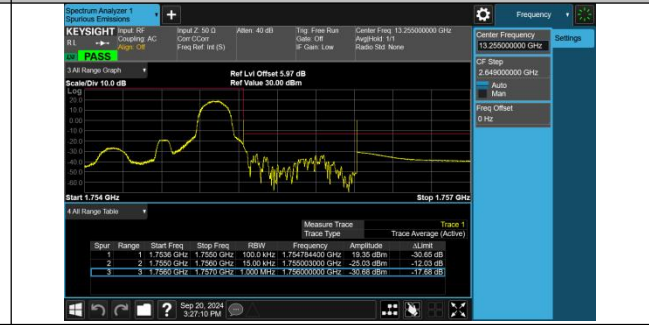 Spectrum Analyzer 1
Spurious Emissions
Frequency
KEYSIGHT Input: RF
R L
Coupling: AC
Align: Off
PASS
Input Z: 50 Ω
Corr CCorr
Freq Ref: Int (S)
Atten: 40 dB
Trig: Free Run
Gate: Off
IF Gain: Low
Center Freq: 13.255000000 GHz
Avg|Hold: 1/1
Radio Std: None
Center Frequency
13.255000000 GHz
Settings
CF Step
2.649000000 GHz
Auto
Man
Freq Offset
0 Hz
3 All Range Graph
Scale/Div 10.0 dB
Ref Lvl Offset 5.97 dB
Ref Value 30.00 dBm
Log
20.0
10.0
0.00
-10.0
-20.0
-30.0
-40.0
-50.0
-60.0
Start 1.754 GHz
Stop 1.757 GHz
4 All Range Table
Measure Trace Trace 1
Trace Type Trace Average (Active)
Spur Range Start Freq Stop Freq RBW Frequency Amplitude ΔLimit
1 1 1.7536 GHz 1.7550 GHz 100.0 kHz 1.754784400 GHz 19.35 dBm -30.65 dB
2 2 1.7550 GHz 1.7560 GHz 15.00 kHz 1.755003000 GHz -25.03 dBm -12.03 dB
3 3 1.7560 GHz 1.7570 GHz 1.000 MHz 1.756000000 GHz -30.68 dBm -17.68 dB
Sep 20, 2024
3:27:10 PM